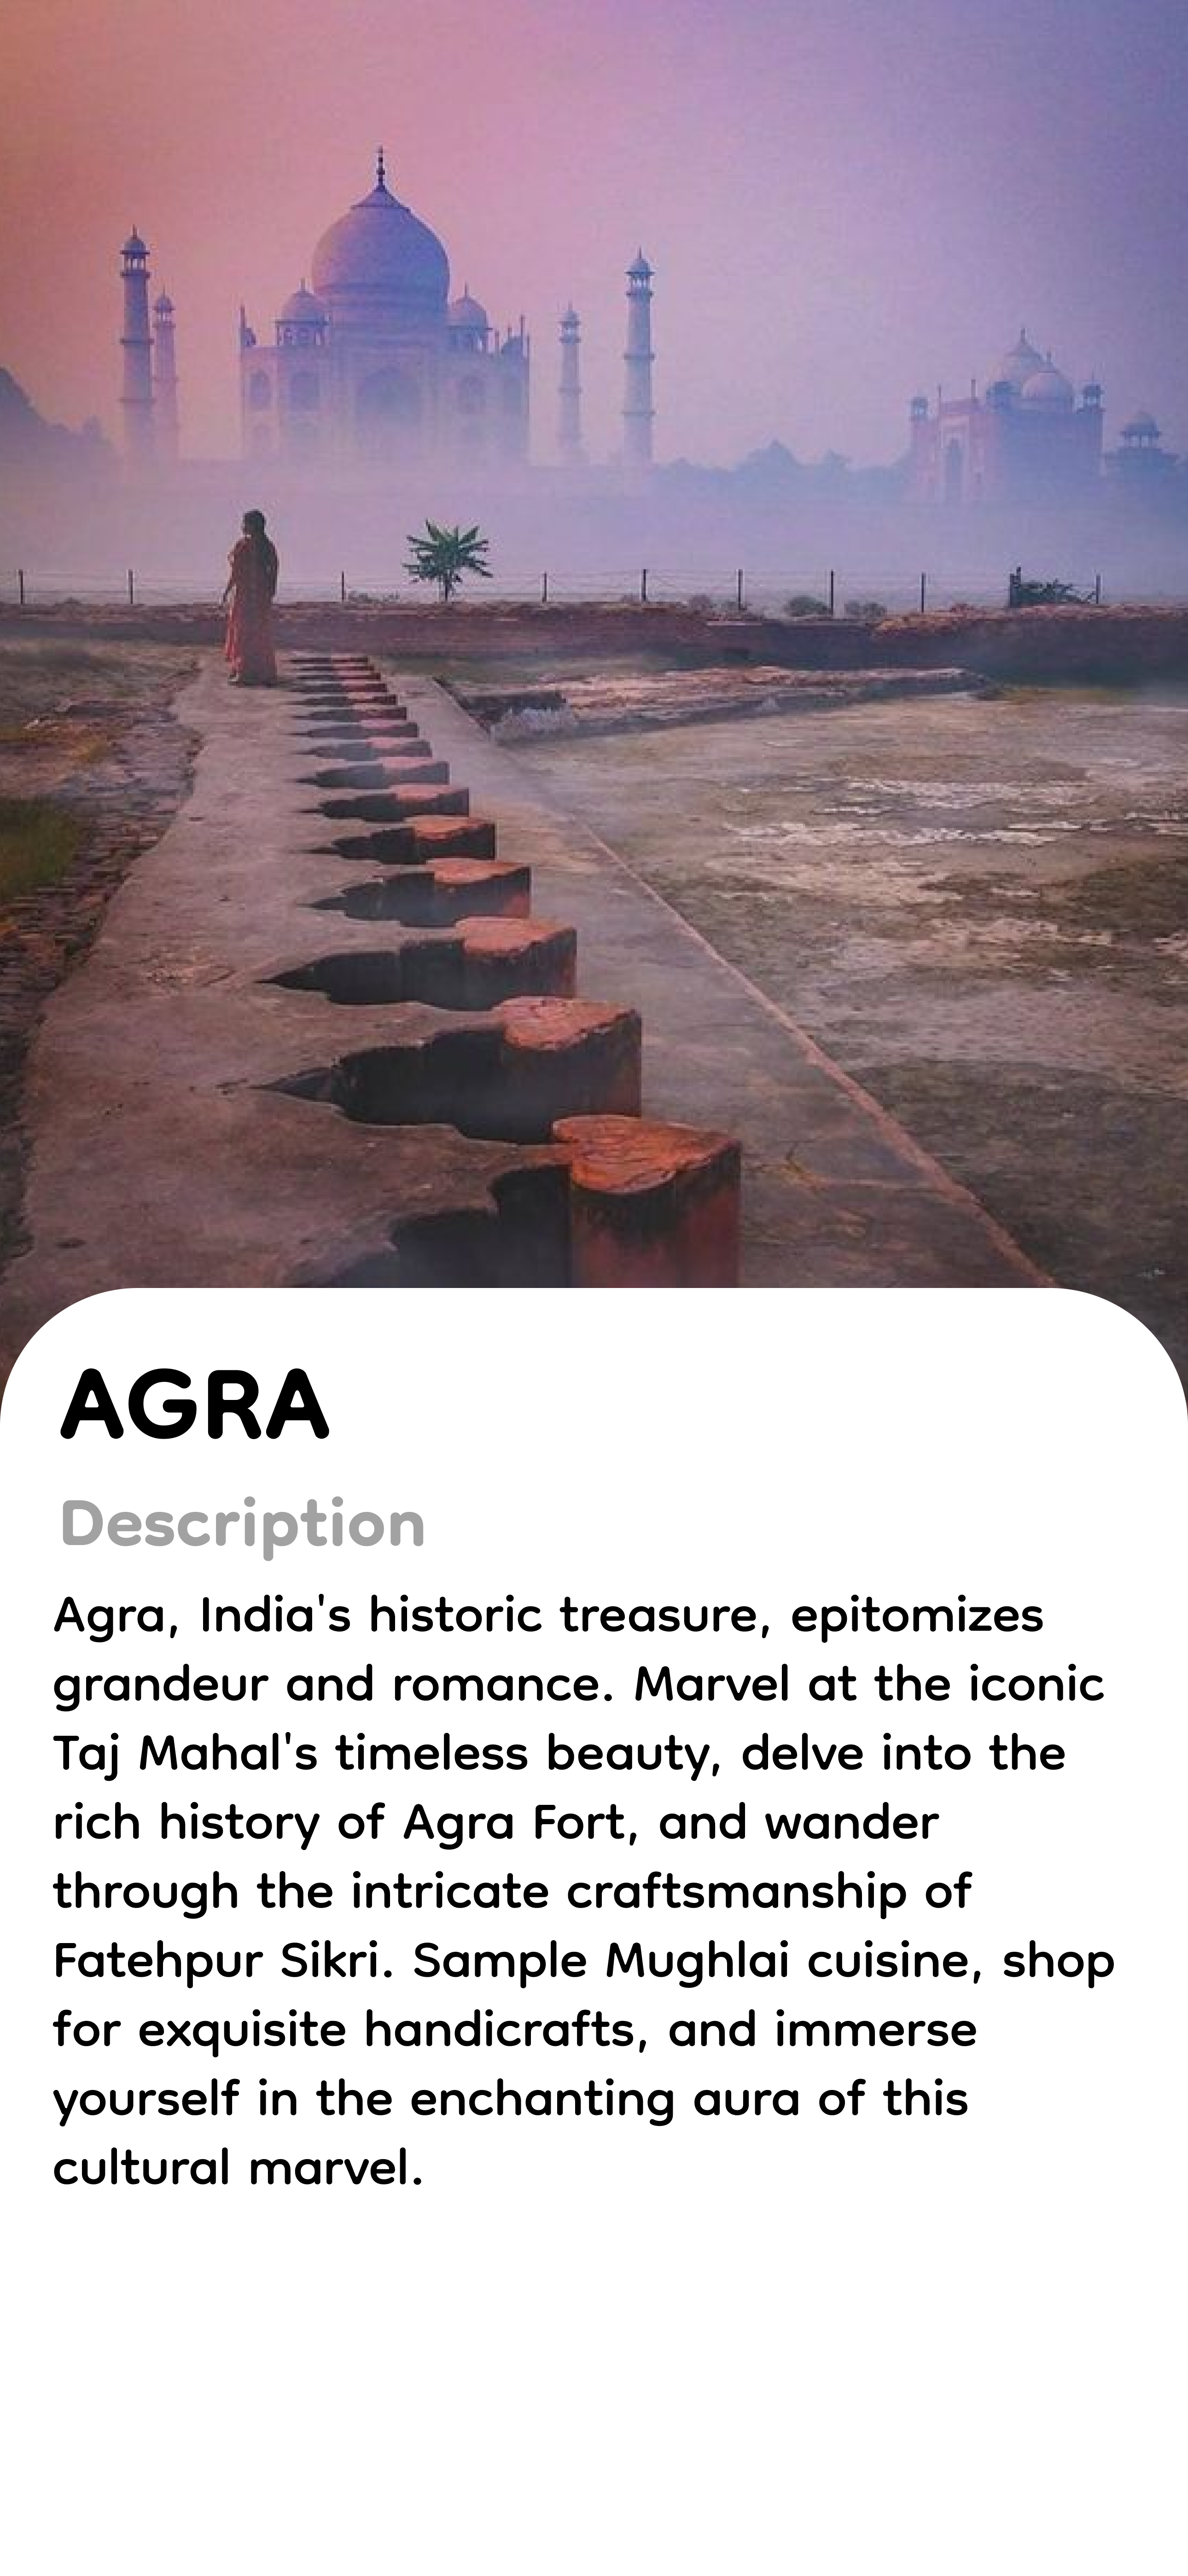 AGRA
Description
Agra, India's historic treasure, epitomizes
grandeur and romance. Marvel at the iconic
Taj Mahal's timeless beauty, delve into the
rich history of Agra Fort, and wander
through the intricate craftsmanship of
Fatehpur Sikri. Sample Mughlai cuisine, shop
for exquisite handicrafts, and immerse
yourself in the enchanting aura of this
cultural marvel.